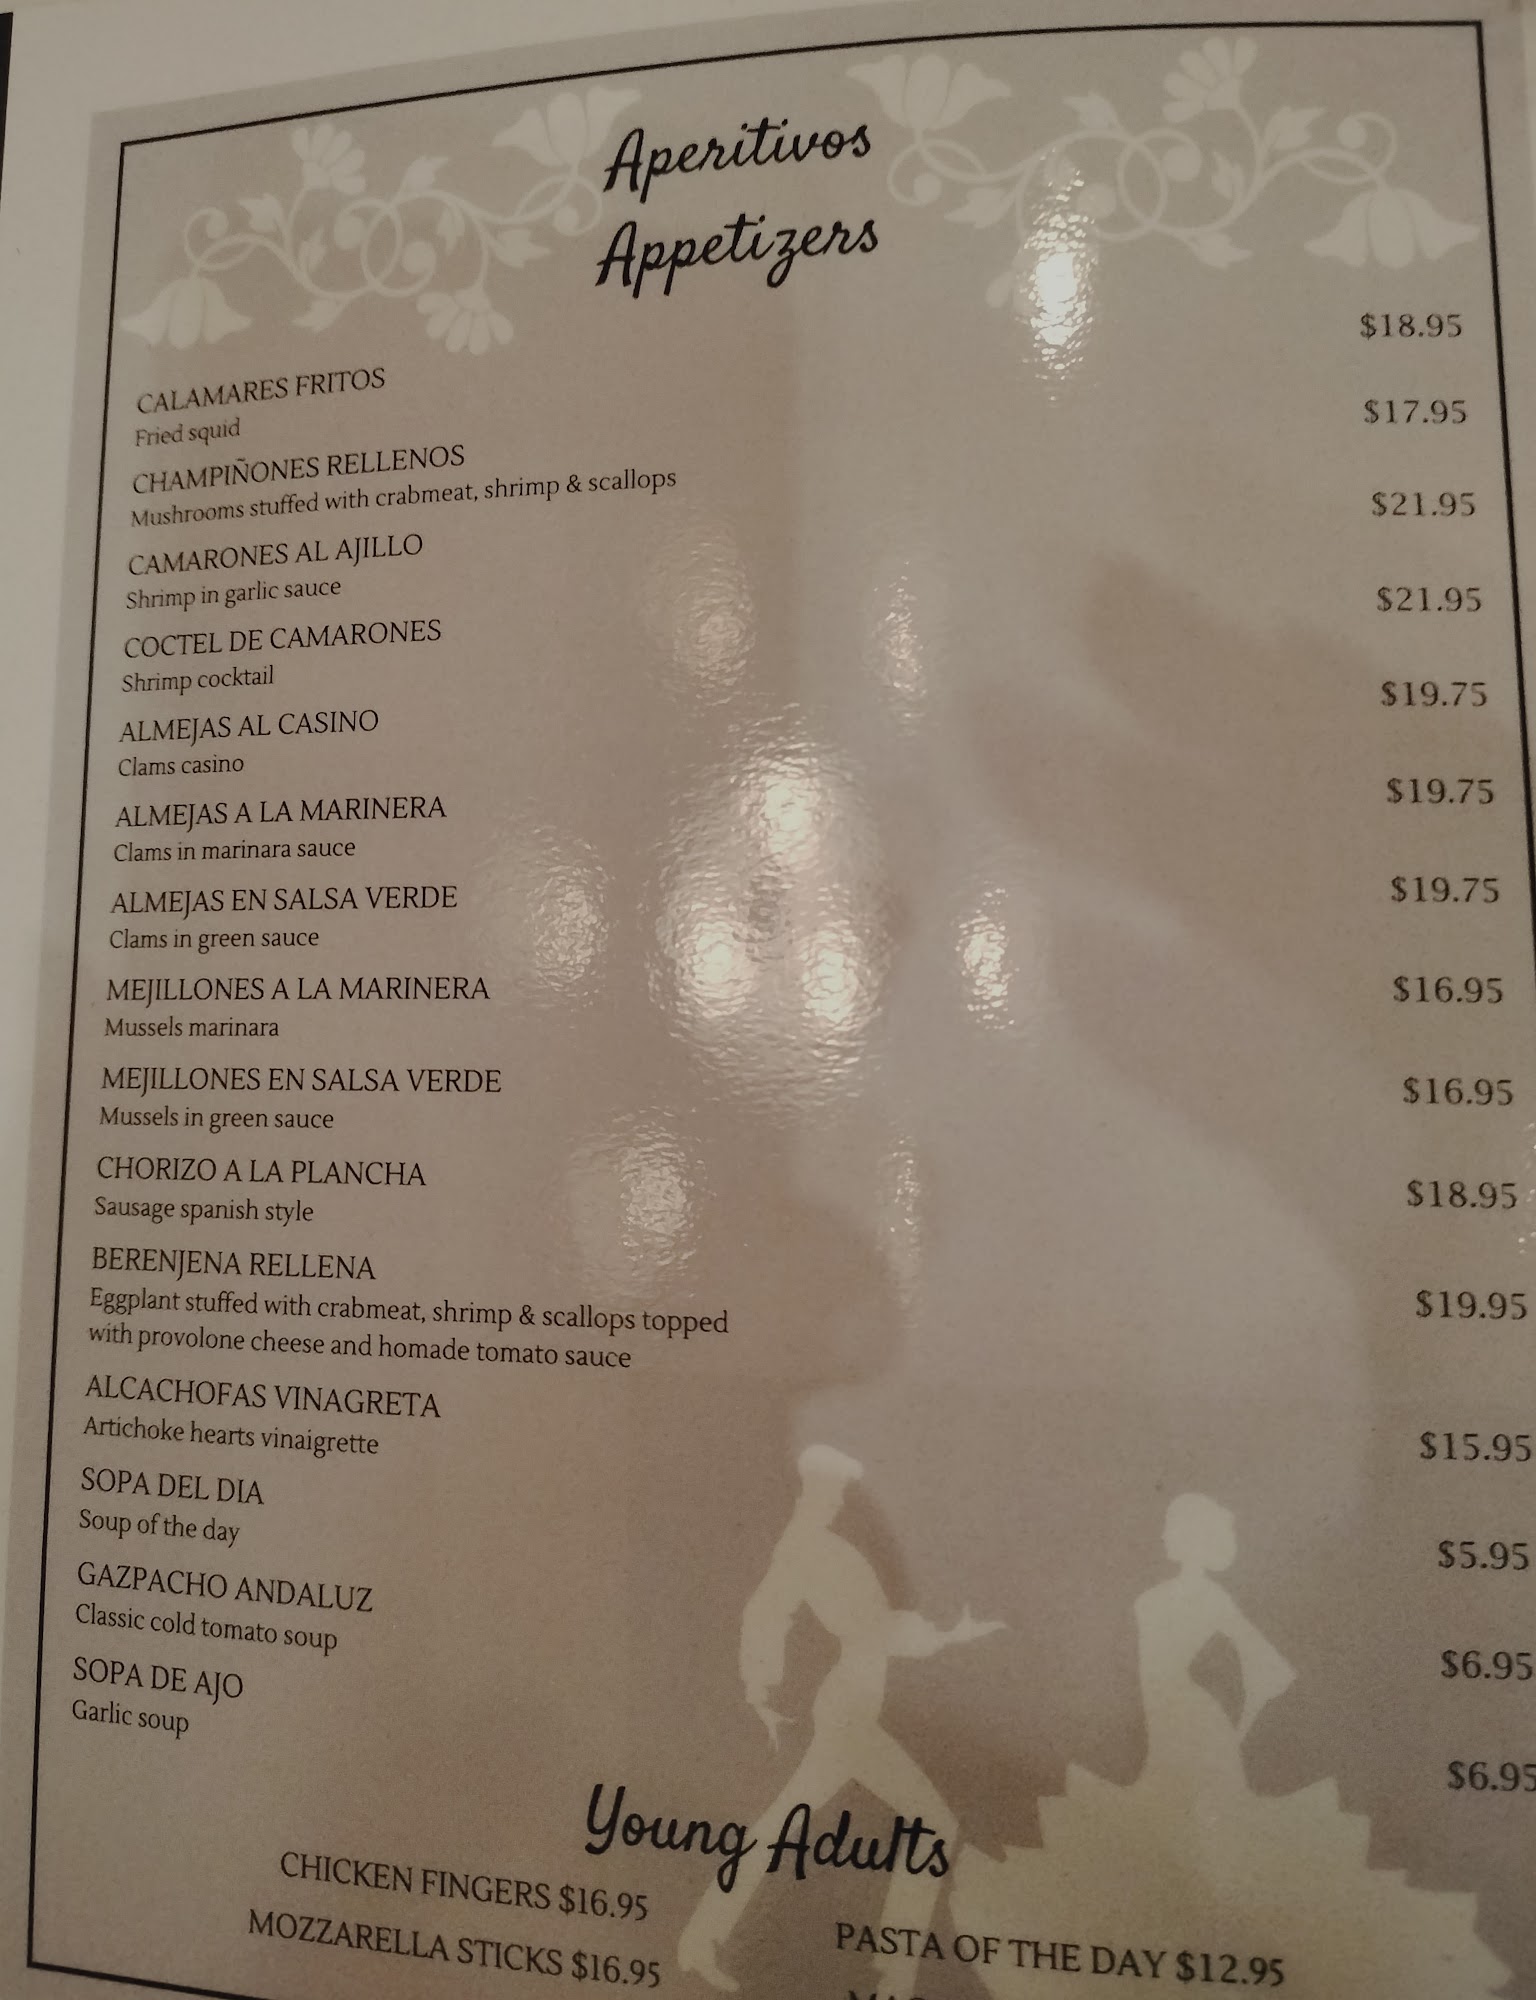 Aperitivos
Appetizers
CALAMARES FRITOS $18.95
Fried squid
CHAMPIÑONES RELLENOS $17.95
Mushrooms stuffed with crabmeat, shrimp & scallops
CAMARONES AL AJILLO $21.95
Shrimp in garlic sauce
COCTEL DE CAMARONES $21.95
Shrimp cocktail
ALMEJAS AL CASINO $19.75
Clams casino
ALMEJAS A LA MARINERA $19.75
Clams in marinara sauce
ALMEJAS EN SALSA VERDE $19.75
Clams in green sauce
MEJILLONES A LA MARINERA $16.95
Mussels marinara
MEJILLONES EN SALSA VERDE $16.95
Mussels in green sauce
CHORIZO A LA PLANCHA $18.95
Sausage spanish style
BERENJENA RELLENA $19.95
Eggplant stuffed with crabmeat, shrimp & scallops topped
with provolone cheese and homade tomato sauce
ALCACHOFAS VINAGRETA $15.95
Artichoke hearts vinaigrette
SOPA DEL DIA $5.95
Soup of the day
GAZPACHO ANDALUZ $6.95
Classic cold tomato soup
SOPA DE AJO $6.95
Garlic soup
Young Adults
CHICKEN FINGERS $16.95
MOZZARELLA STICKS $16.95
PASTA OF THE DAY $12.95